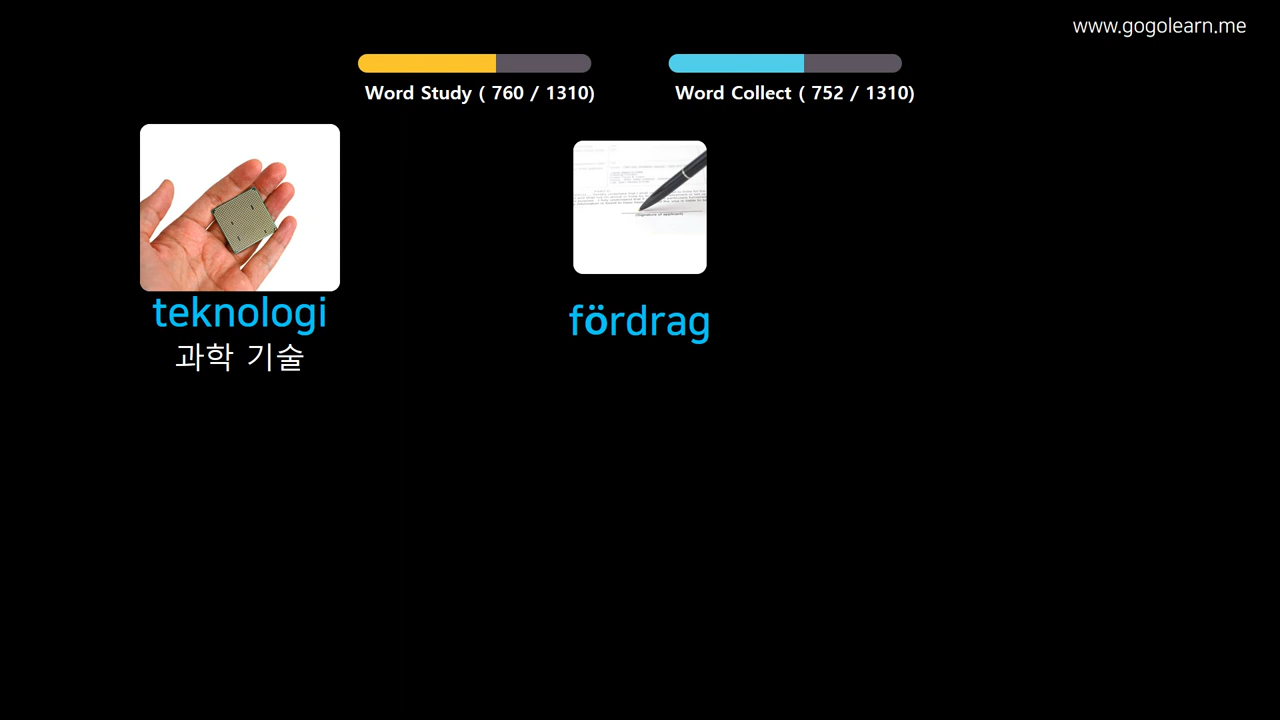 www.gogolearn.me
Word Study ( 760 / 1310)
Word Collect ( 752 / 1310)
teknologi
과학 기술
fördrag